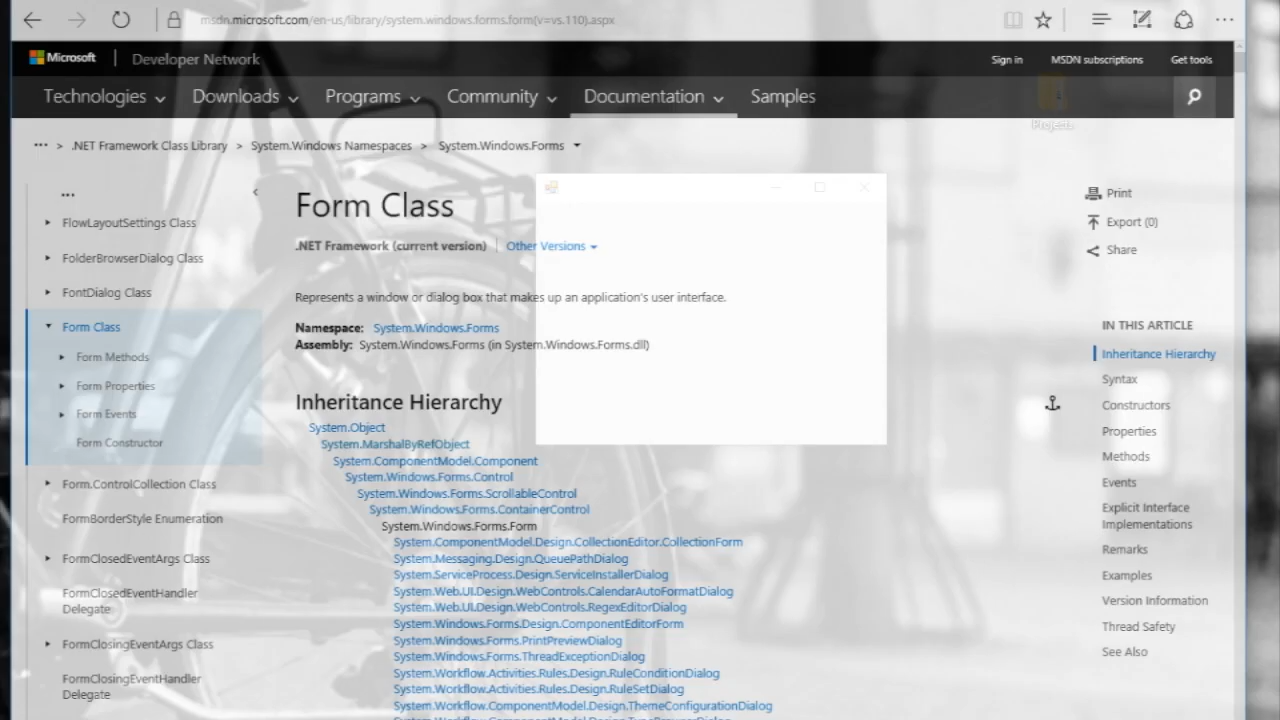 msdn.microsoft.com/en-us/library/system.windows.forms.form(v=vs.110).aspx
Microsoft | Developer Network
Sign in MSDN subscriptions Get tools
Technologies Downloads Programs Community Documentation Samples
Projects
... > .NET Framework Class Library > System.Windows Namespaces > System.Windows.Forms
...
FlowLayoutSettings Class
FolderBrowserDialog Class
FontDialog Class
Form Class
Form Methods
Form Properties
Form Events
Form Constructor
Form.ControlCollection Class
FormBorderStyle Enumeration
FormClosedEventArgs Class
FormClosedEventHandler
Delegate
FormClosingEventArgs Class
FormClosingEventHandler
Delegate
Form Class
.NET Framework (current version) | Other Versions
Represents a window or dialog box that makes up an application's user interface.
Namespace: System.Windows.Forms
Assembly: System.Windows.Forms (in System.Windows.Forms.dll)
Inheritance Hierarchy
System.Object
System.MarshalByRefObject
System.ComponentModel.Component
System.Windows.Forms.Control
System.Windows.Forms.ScrollableControl
System.Windows.Forms.ContainerControl
System.Windows.Forms.Form
System.ComponentModel.Design.CollectionEditor.CollectionForm
System.Messaging.Design.QueuePathDialog
System.ServiceProcess.Design.ServiceInstallerDialog
System.Web.UI.Design.WebControls.CalendarAutoFormatDialog
System.Web.UI.Design.WebControls.RegexEditorDialog
System.Windows.Forms.Design.ComponentEditorForm
System.Windows.Forms.PrintPreviewDialog
System.Windows.Forms.ThreadExceptionDialog
System.Workflow.Activities.Rules.Design.RuleConditionDialog
System.Workflow.Activities.Rules.Design.RuleSetDialog
System.Workflow.ComponentModel.Design.ThemeConfigurationDialog
System.Workflow.ComponentModel.Design.TypeBrowserDialog
Print
Export (0)
Share
IN THIS ARTICLE
Inheritance Hierarchy
Syntax
Constructors
Properties
Methods
Events
Explicit Interface
Implementations
Remarks
Examples
Version Information
Thread Safety
See Also